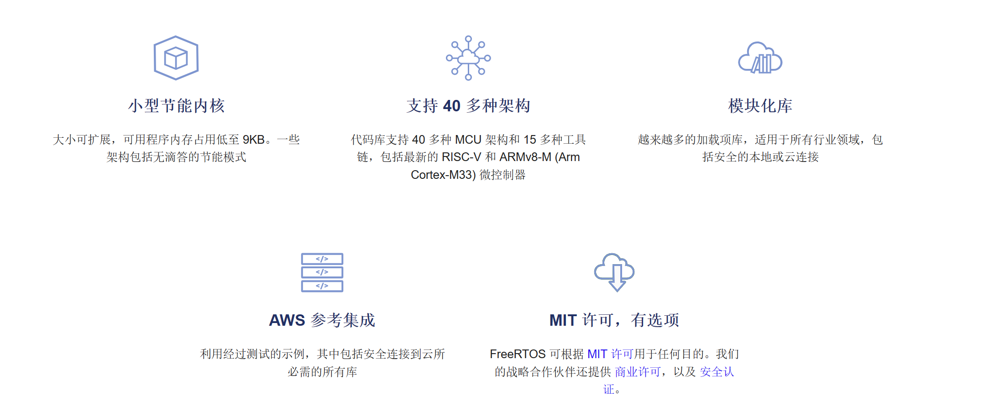 小型节能内核
大小可扩展，可用程序内存占用低至 9KB。一些
架构包括无滴答的节能模式
支持 40 多种架构
代码库支持 40 多种 MCU 架构和 15 多种工具
链，包括最新的 RISC-V 和 ARMv8-M (Arm
Cortex-M33) 微控制器
模块化库
越来越多的加载项库，适用于所有行业领域，包
括安全的本地或云连接
</>
</>
</>
AWS 参考集成
利用经过测试的示例，其中包括安全连接到云所
必需的所有库
MIT 许可，有选项
FreeRTOS 可根据 MIT 许可用于任何目的。我们
的战略合作伙伴还提供 商业许可，以及 安全认
证。